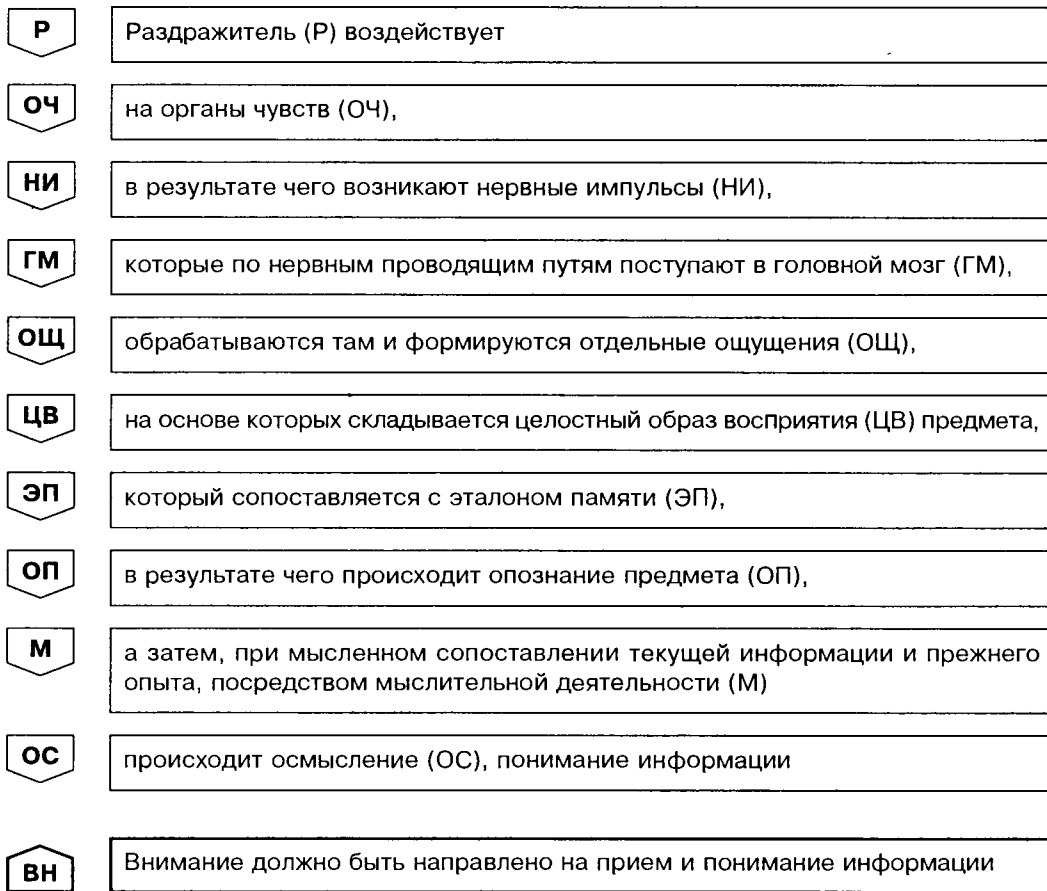 Р
Раздражитель (Р) воздействует
ОЧ
на органы чувств (ОЧ),
НИ
в результате чего возникают нервные импульсы (НИ),
ГМ
которые по нервным проводящим путям поступают в головной мозг (ГМ),
ОЩ
обрабатываются там и формируются отдельные ощущения (ОЩ),
ЦВ
на основе которых складывается целостный образ восприятия (ЦВ) предмета,
ЭП
который сопоставляется с эталоном памяти (ЭП),
ОП
в результате чего происходит опознание предмета (ОП),
М
а затем, при мысленном сопоставлении текущей информации и прежнего
опыта, посредством мыслительной деятельности (М)
ОС
происходит осмысление (ОС), понимание информации
ВН
Внимание должно быть направлено на прием и понимание информации